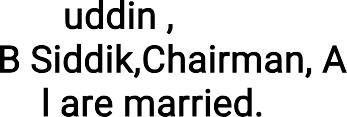 uddin ,
B Siddik,Chairman, A
l are married.